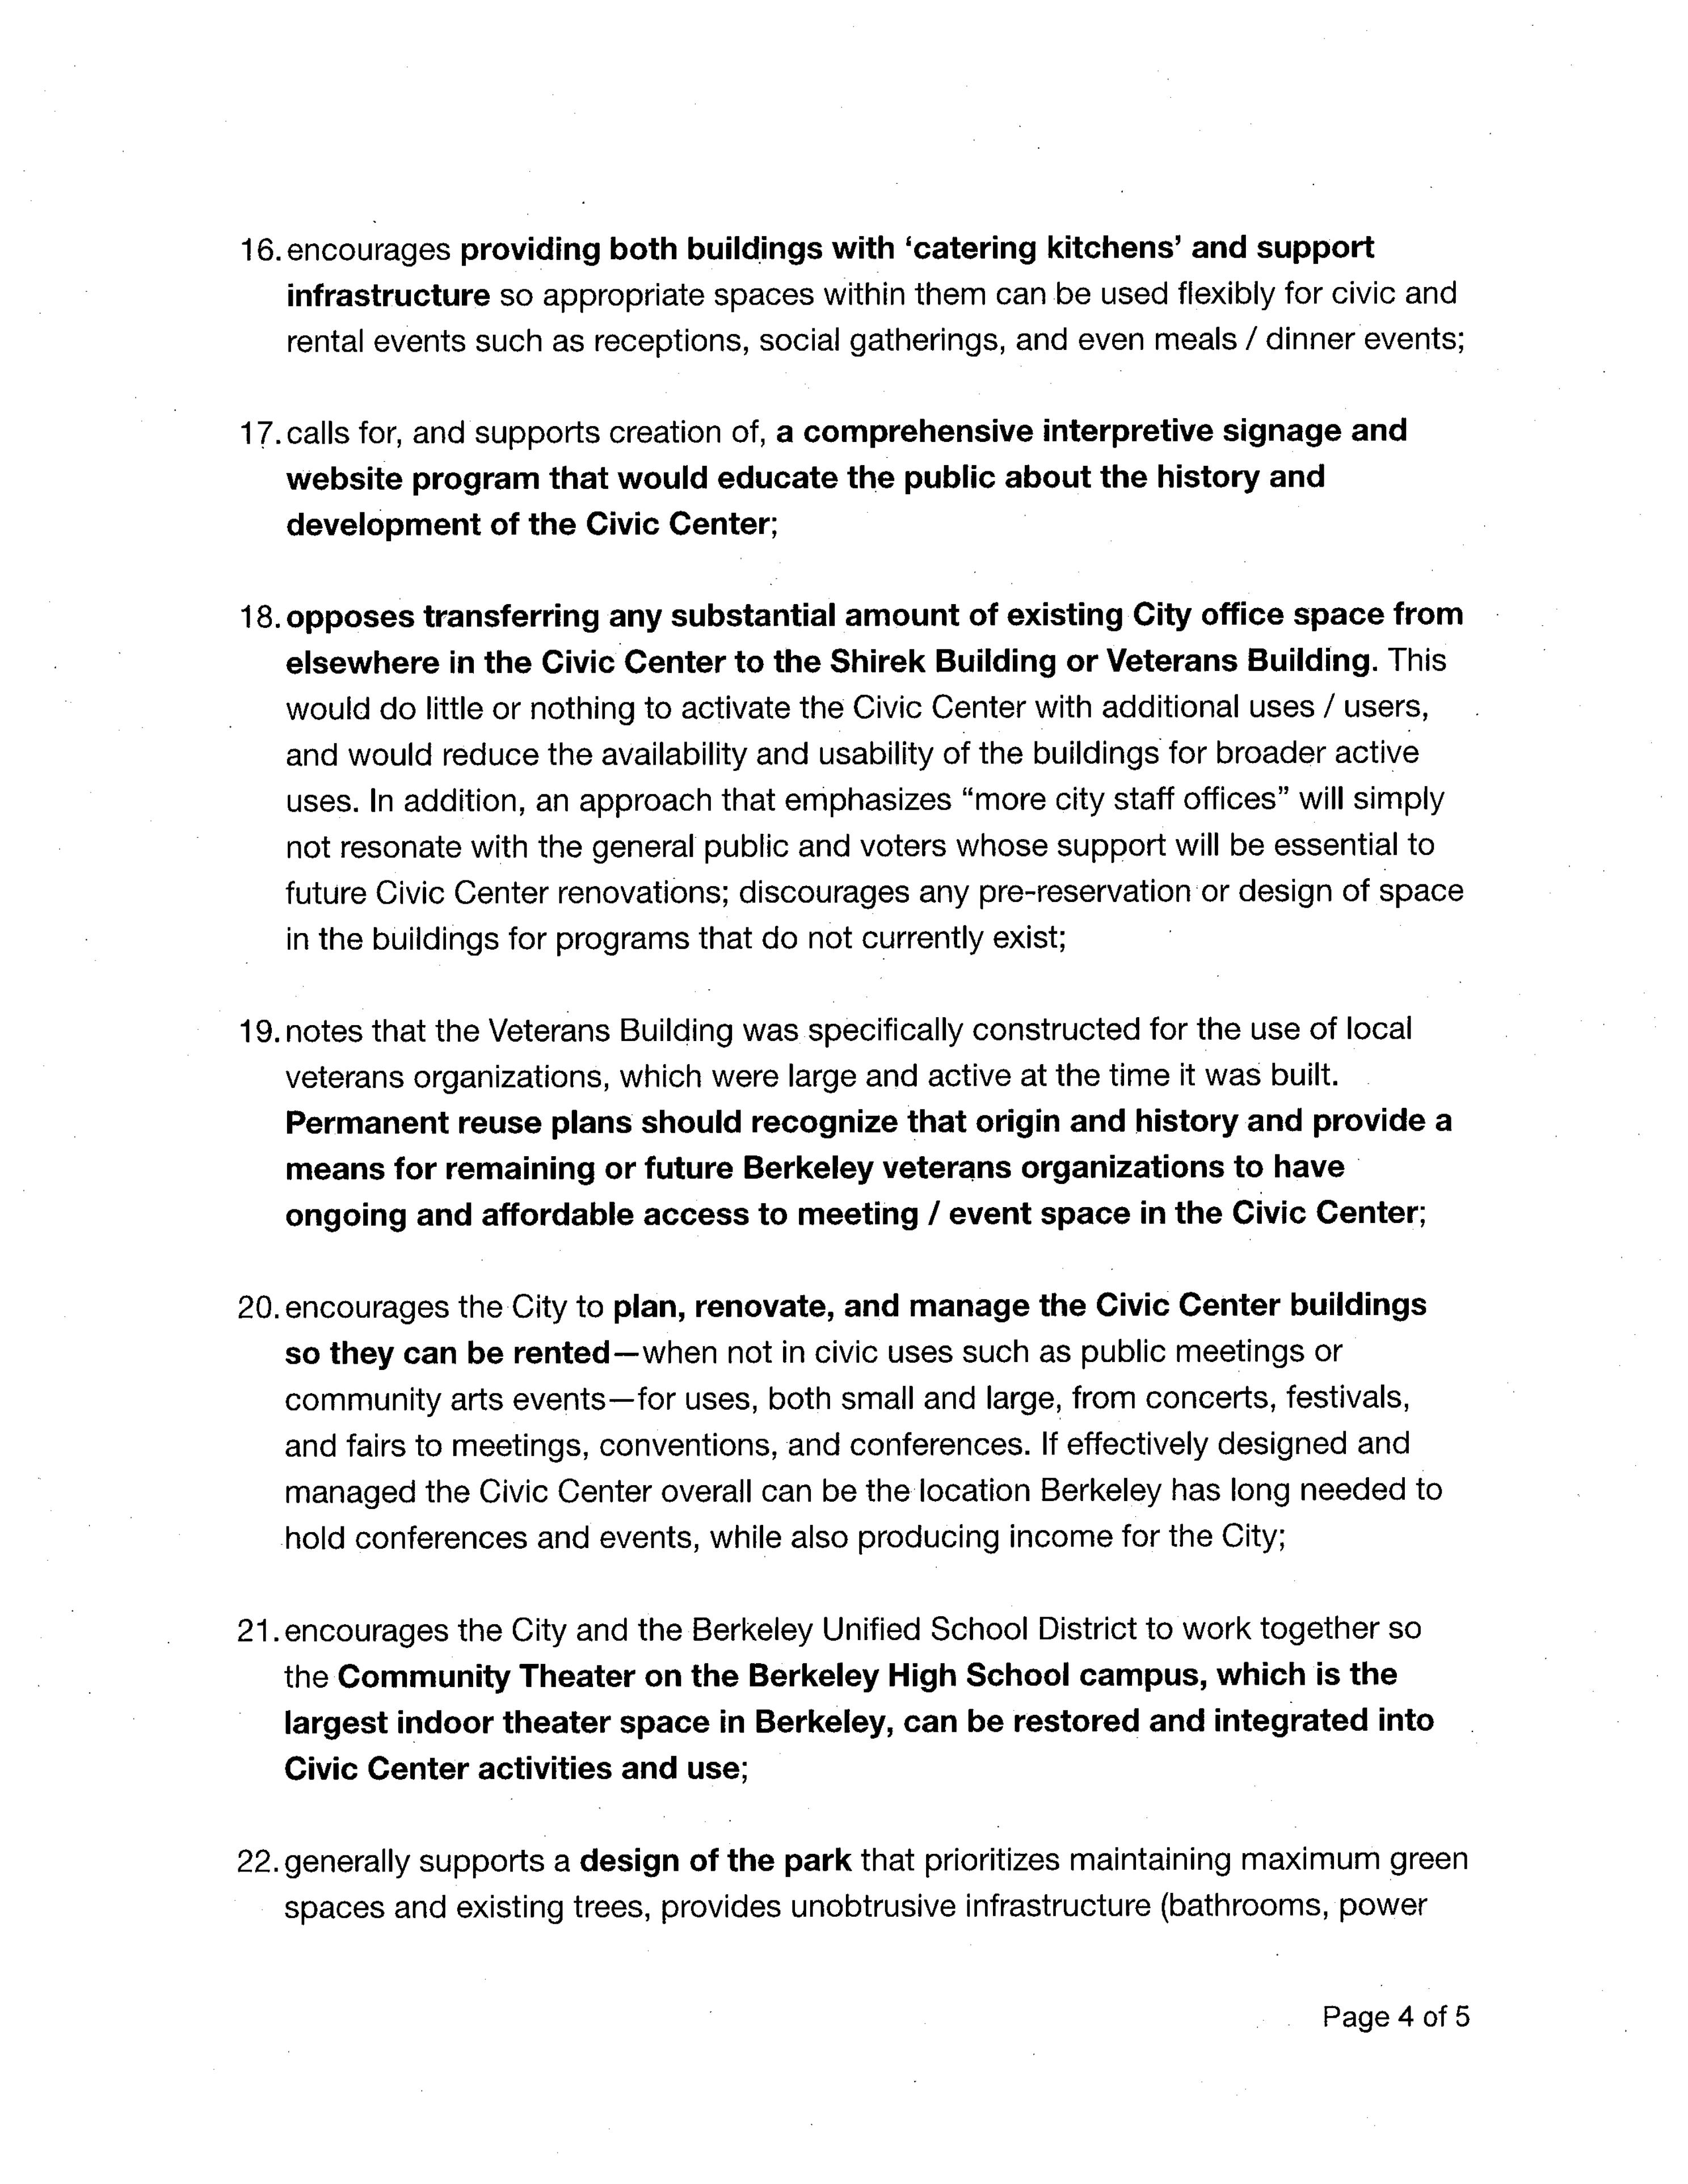 16. encourages providing both buildings with ‘catering kitchens’ and support
infrastructure so appropriate spaces within them can be used flexibly for civic and
rental events such as receptions, social gatherings, and even meals / dinner events;
17. calls for, and supports creation of, a comprehensive interpretive signage and
website program that would educate the public about the history and
development of the Civic Center;
18. opposes transferring any substantial amount of existing City office space from
elsewhere in the Civic Center to the Shirek Building or Veterans Building. This
would do little or nothing to activate the Civic Center with additional uses / users,
and would reduce the availability and usability of the buildings for broader active
uses. In addition, an approach that emphasizes “more city staff offices” will simply
not resonate with the general public and voters whose support will be essential to
future Civic Center renovations; discourages any pre-reservation or design of space
in the buildings for programs that do not currently exist;
19. notes that the Veterans Building was specifically constructed for the use of local
veterans organizations, which were large and active at the time it was built.
Permanent reuse plans should recognize that origin and history and provide a
means for remaining or future Berkeley veterans organizations to have
ongoing and affordable access to meeting / event space in the Civic Center;
20. encourages the City to plan, renovate, and manage the Civic Center buildings
so they can be rented—when not in civic uses such as public meetings or
community arts events—for uses, both small and large, from concerts, festivals,
and fairs to meetings, conventions, and conferences. If effectively designed and
managed the Civic Center overall can be the location Berkeley has long needed to
hold conferences and events, while also producing income for the City;
21. encourages the City and the Berkeley Unified School District to work together so
the Community Theater on the Berkeley High School campus, which is the
largest indoor theater space in Berkeley, can be restored and integrated into
Civic Center activities and use;
22. generally supports a design of the park that prioritizes maintaining maximum green
spaces and existing trees, provides unobtrusive infrastructure (bathrooms, power
Page 4 of 5